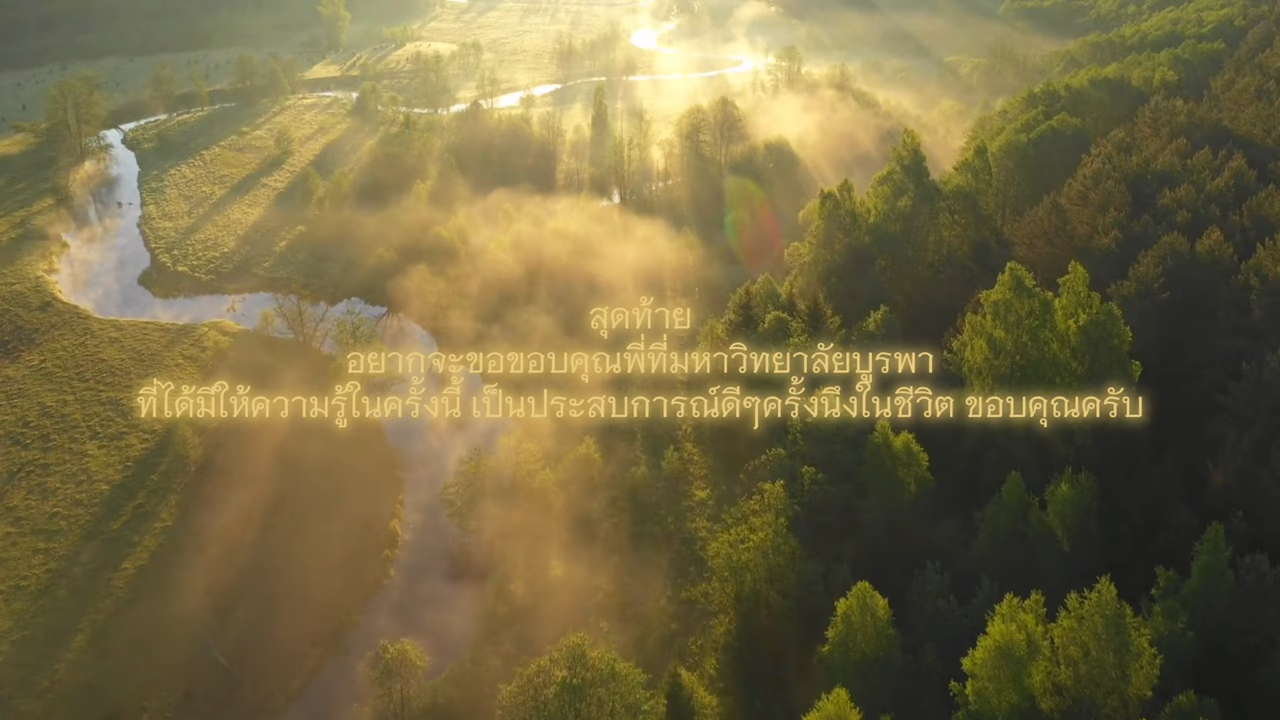 สุดท้าย
อยากจะขอขอบคุณพี่ที่มหาวิทยาลัยบูรพา
ที่ได้มีให้ความรู้ในครั้งนี้ เป็นประสบการณ์ดีๆครั้งนึงในชีวิต ขอบคุณครับ